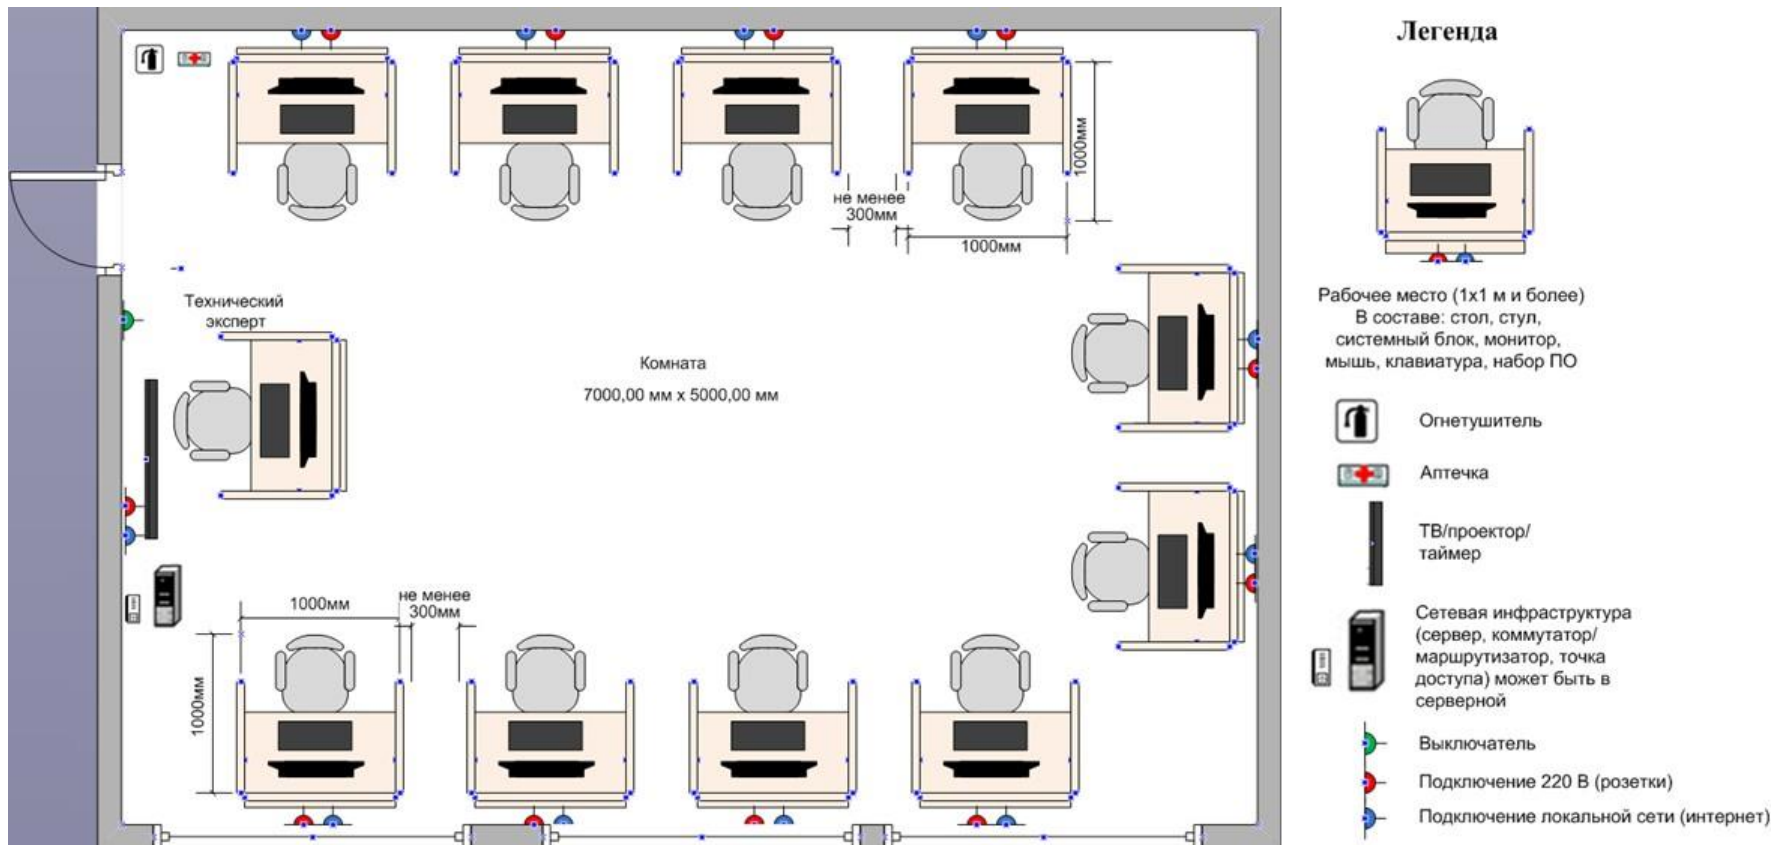 Легенда
1000мм
не менее
300мм
1000мм
Технический
эксперт
Комната
7000,00 мм x 5000,00 мм
1000мм
не менее
300мм
1000мм
Рабочее место (1х1 м и более)
В составе: стол, стул,
системный блок, монитор,
мышь, клавиатура, набор ПО
Огнетушитель
Аптечка
ТВ/проектор/
таймер
Сетевая инфраструктура
(сервер, коммутатор/
маршрутизатор, точка
доступа) может быть в
серверной
Выключатель
Подключение 220 В (розетки)
Подключение локальной сети (интернет)